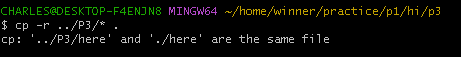 CHARLES@DESKTOP-F4ENJN8 MINGW64 ~/home/winner/practice/p1/hi/p3
$ cp -r ../P3/* .
cp: '../P3/here' and './here' are the same file